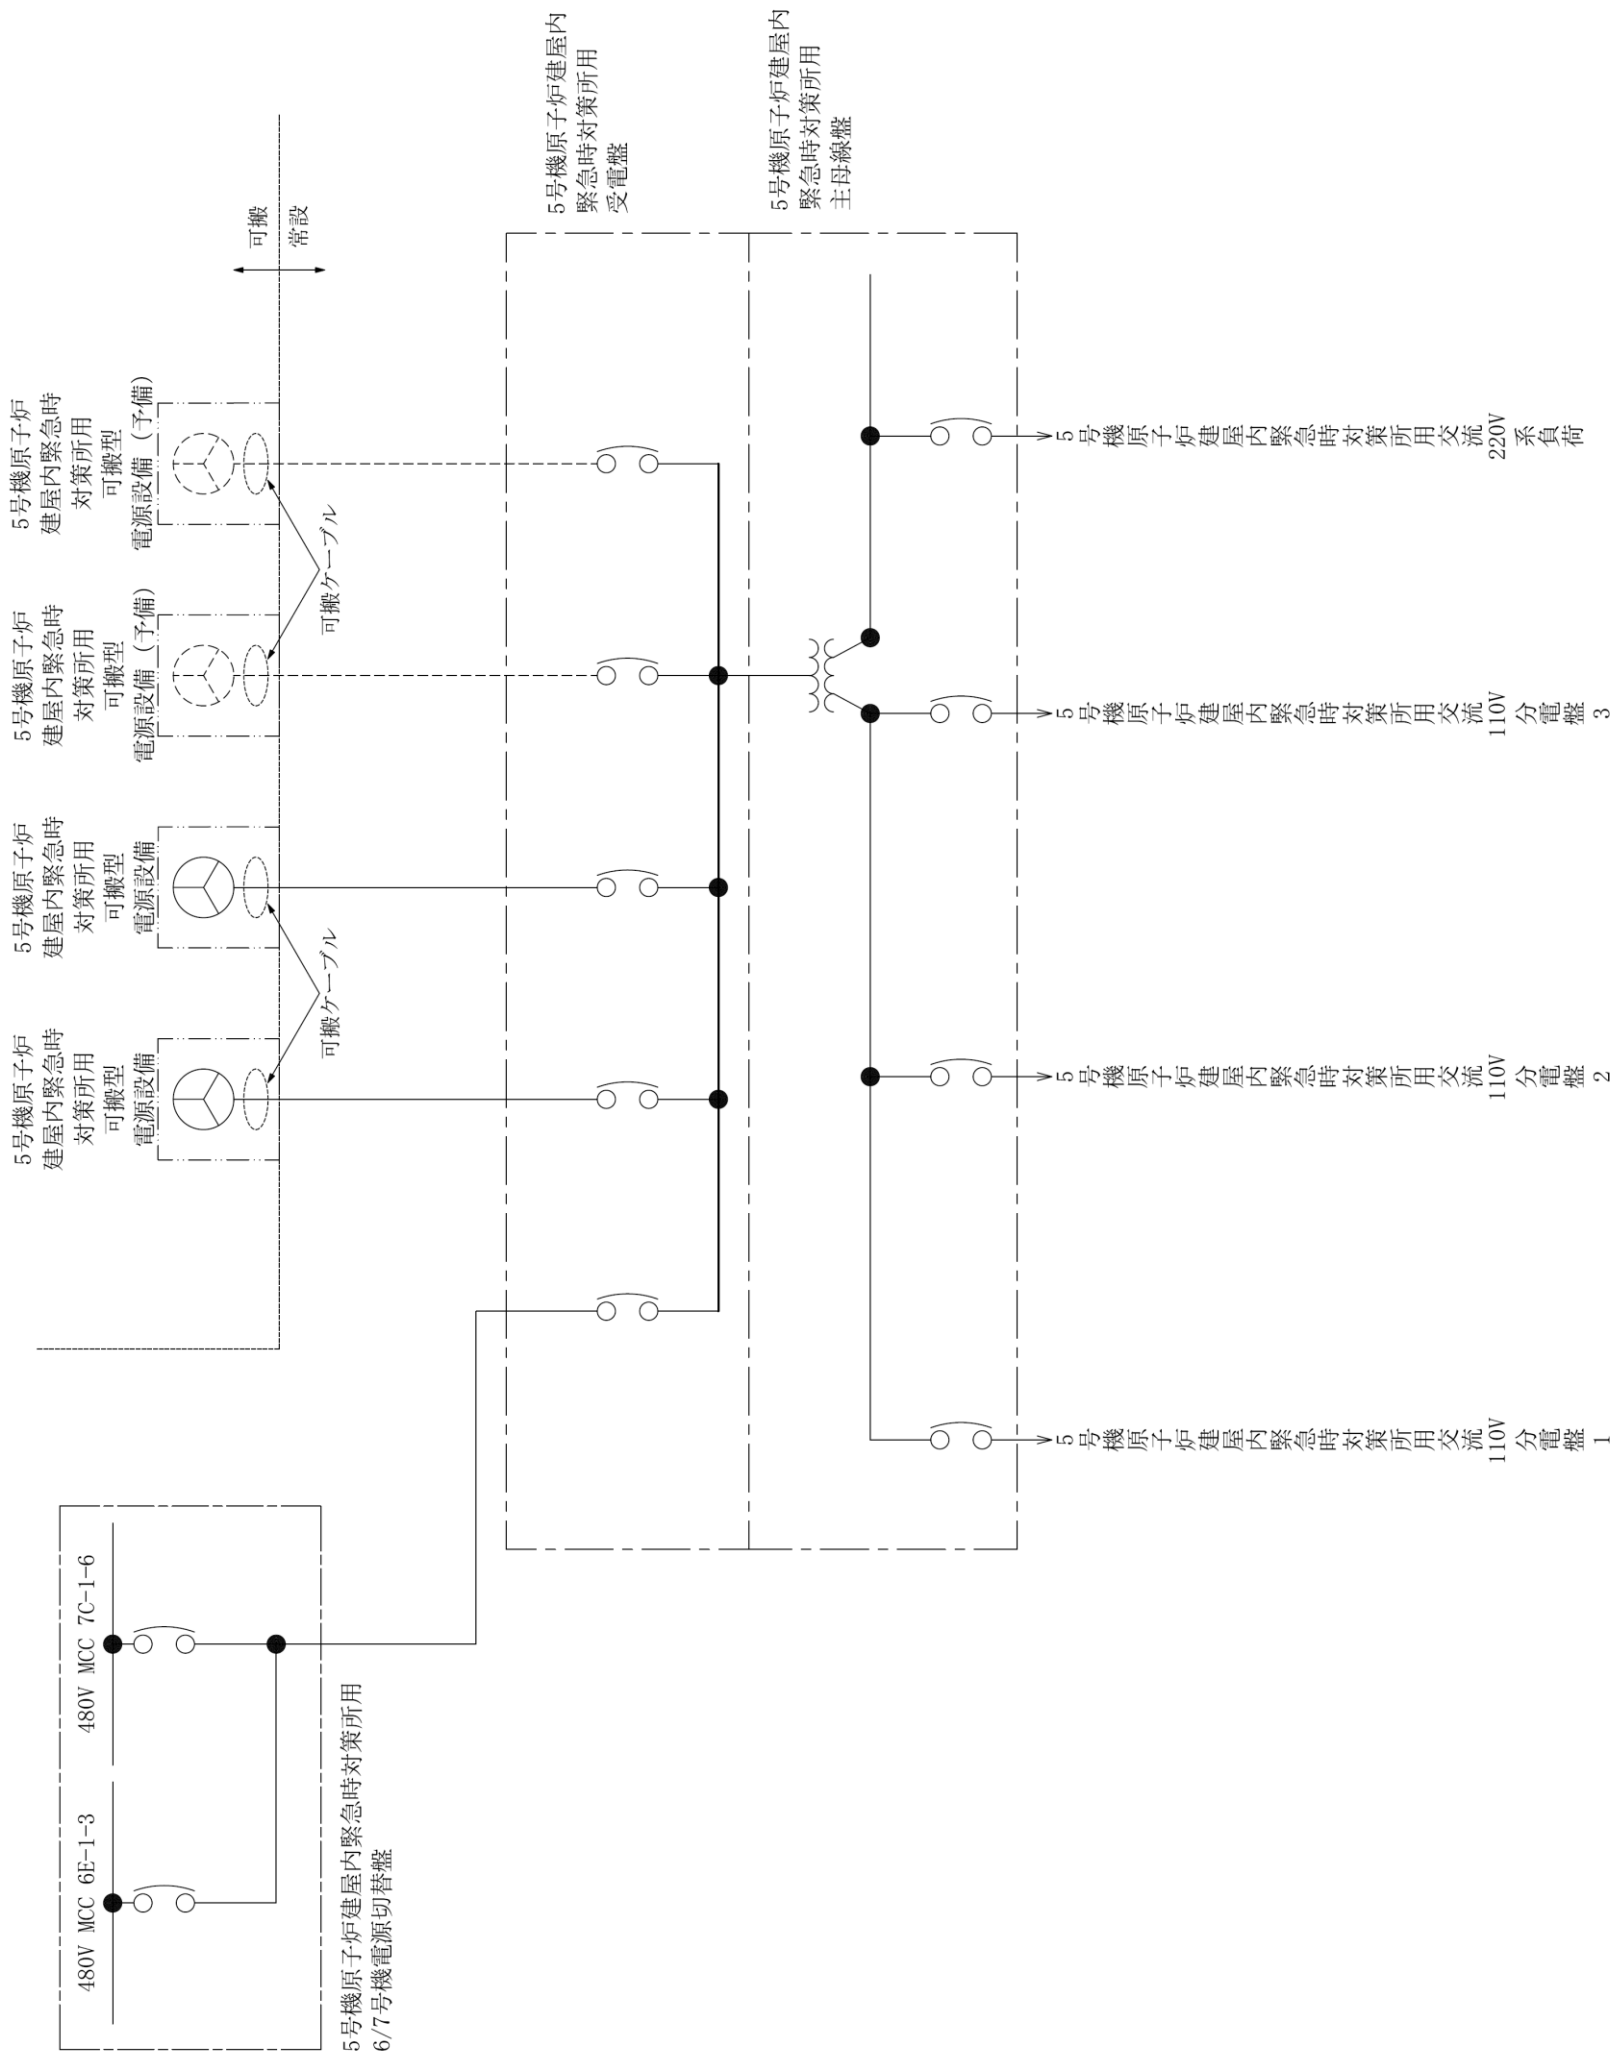 480V MCC 6E-1-3
480V MCC 7C-1-6
5号機原子炉建屋内緊急時対策所用
6/7号機電源切替盤
5号機原子炉
建屋内緊急時
対策所用
可搬型
電源設備
5号機原子炉
建屋内緊急時
対策所用
可搬型
電源設備
5号機原子炉
建屋内緊急時
対策所用
可搬型
電源設備(予備)
5号機原子炉
建屋内緊急時
対策所用
可搬型
電源設備(予備)
可搬ケーブル
可搬ケーブル
可搬
常設
5号機原子炉建屋内
緊急時対策所用
受電盤
5号機原子炉建屋内
緊急時対策所用
主母線盤
5号機原子炉建屋内緊急時対策所用交流110V分電盤1
5号機原子炉建屋内緊急時対策所用交流110V分電盤2
5号機原子炉建屋内緊急時対策所用交流110V分電盤3
5号機原子炉建屋内緊急時対策所用交流220V系負荷